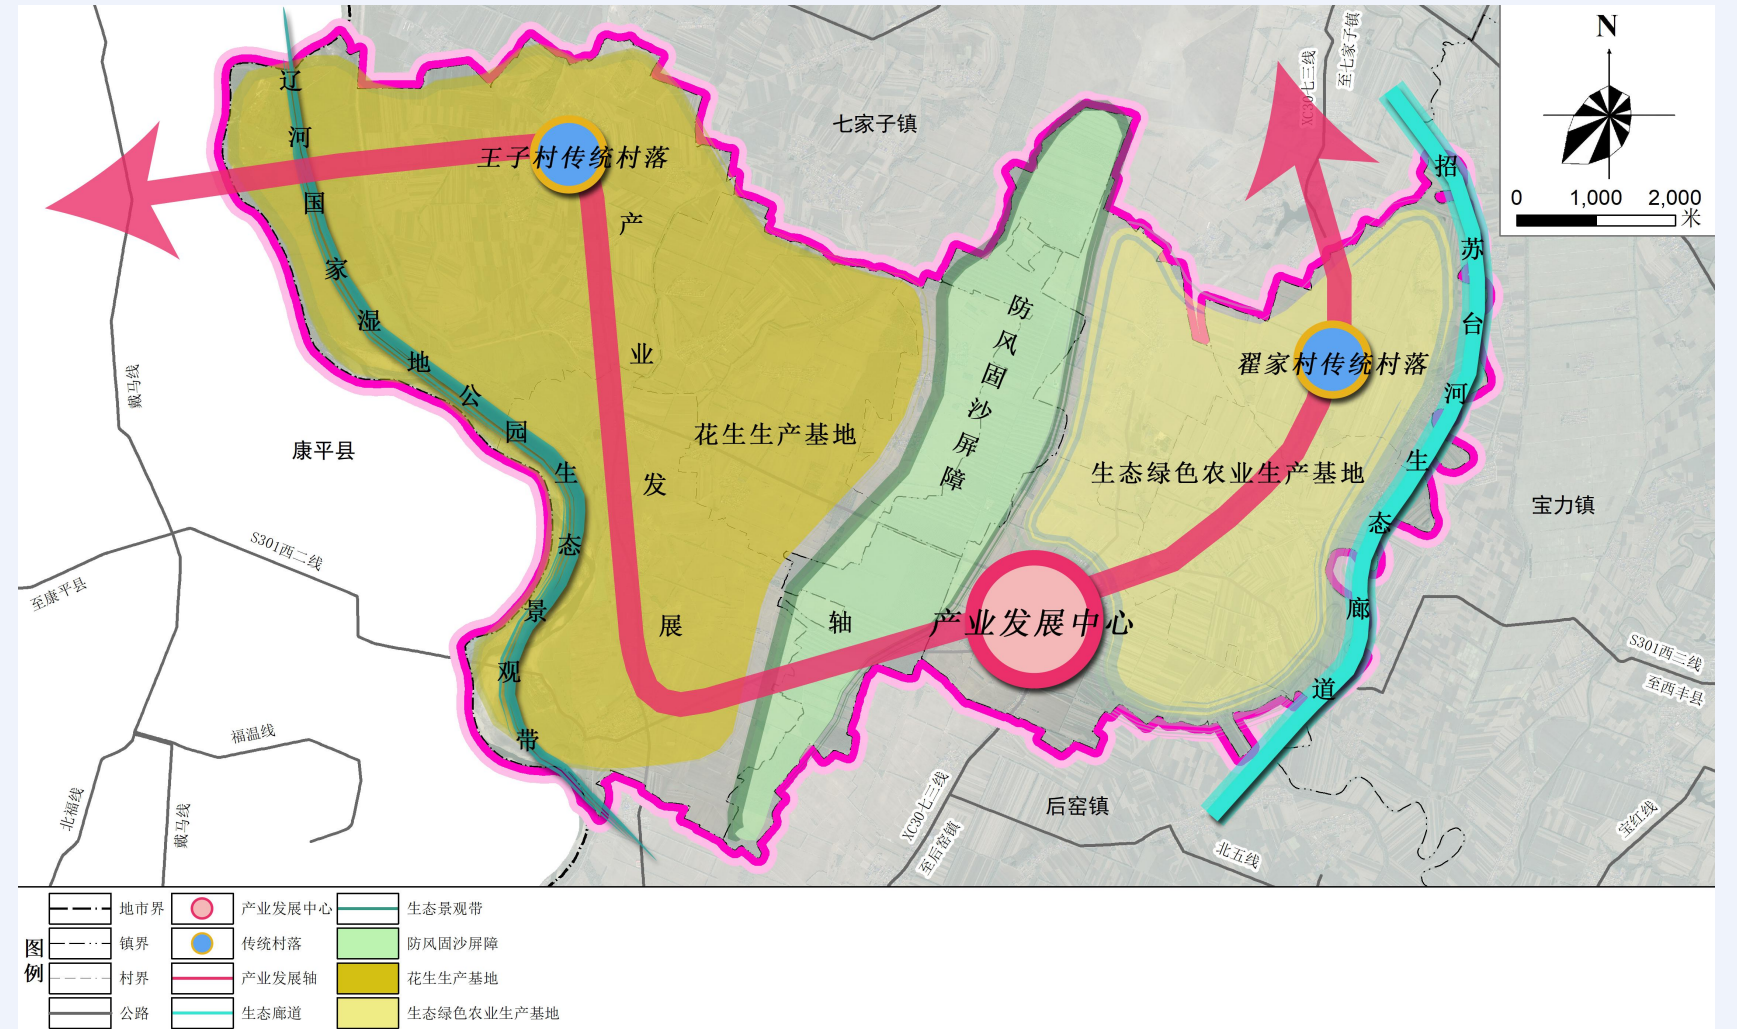 N
0 1,000 2,000
米
七家子镇
XC30七三线
至七家子镇
辽河国家湿地公园生态景观带
王子村传统村落
产业发展轴
防风固沙屏障
招苏台河生态廊道
翟家村传统村落
花生生产基地
生态绿色农业生产基地
康平县
戴马线
宝力镇
S301西二线
至康平县
产业发展中心
S301西二线
至西丰县
福温线
北福线
戴马线
XC30七三线
至后窑镇
后窑镇
北五线
宝红线
图例
地市界
产业发展中心
生态景观带
镇界
传统村落
防风固沙屏障
村界
产业发展轴
花生生产基地
公路
生态廊道
生态绿色农业生产基地